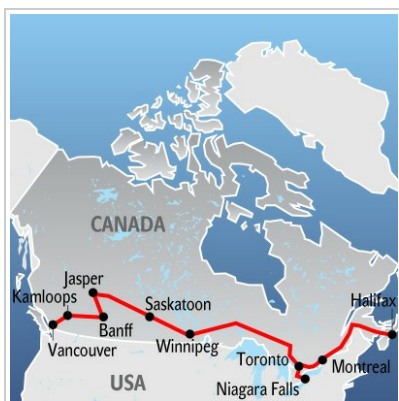 CANADA
Jasper
Kamloops
Saskatoon
Halifax
Banff
Vancouver
Winnipeg
Toronto
Montreal
USA
Niagara Falls